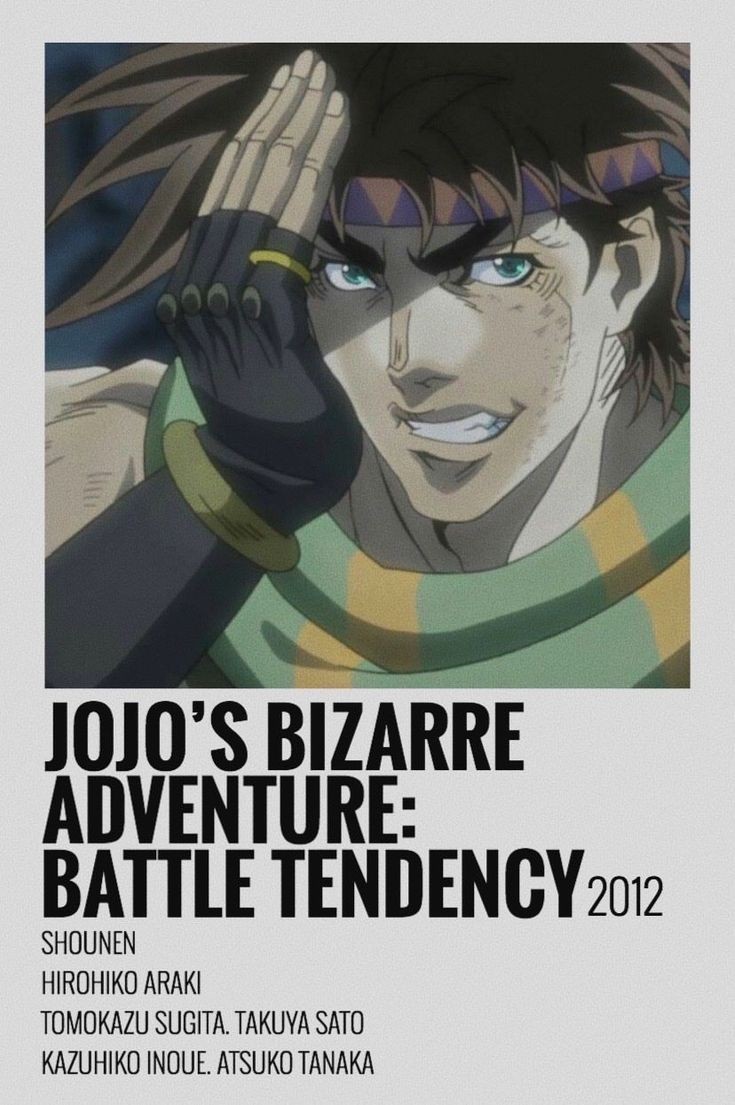 JOJO’S BIZARRE
ADVENTURE:
BATTLE TENDENCY 2012
SHOUNEN
HIROHIKO ARAKI
TOMOKAZU SUGITA. TAKUYA SATO
KAZUHIKO INOUE. ATSUKO TANAKA